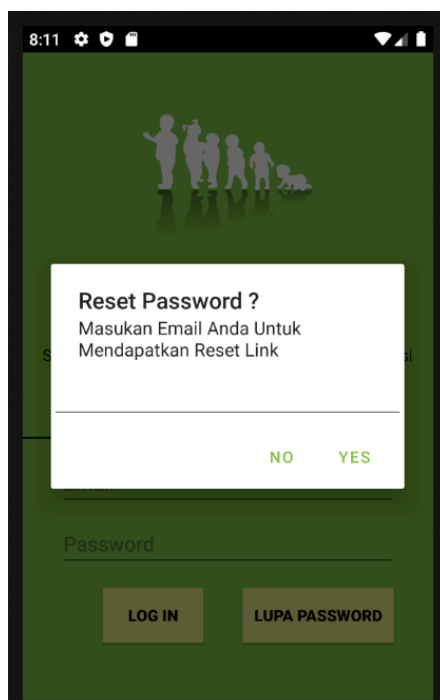 8:11
Reset Password ?
Masukan Email Anda Untuk
Mendapatkan Reset Link
NO YES
Password
LOG IN LUPA PASSWORD